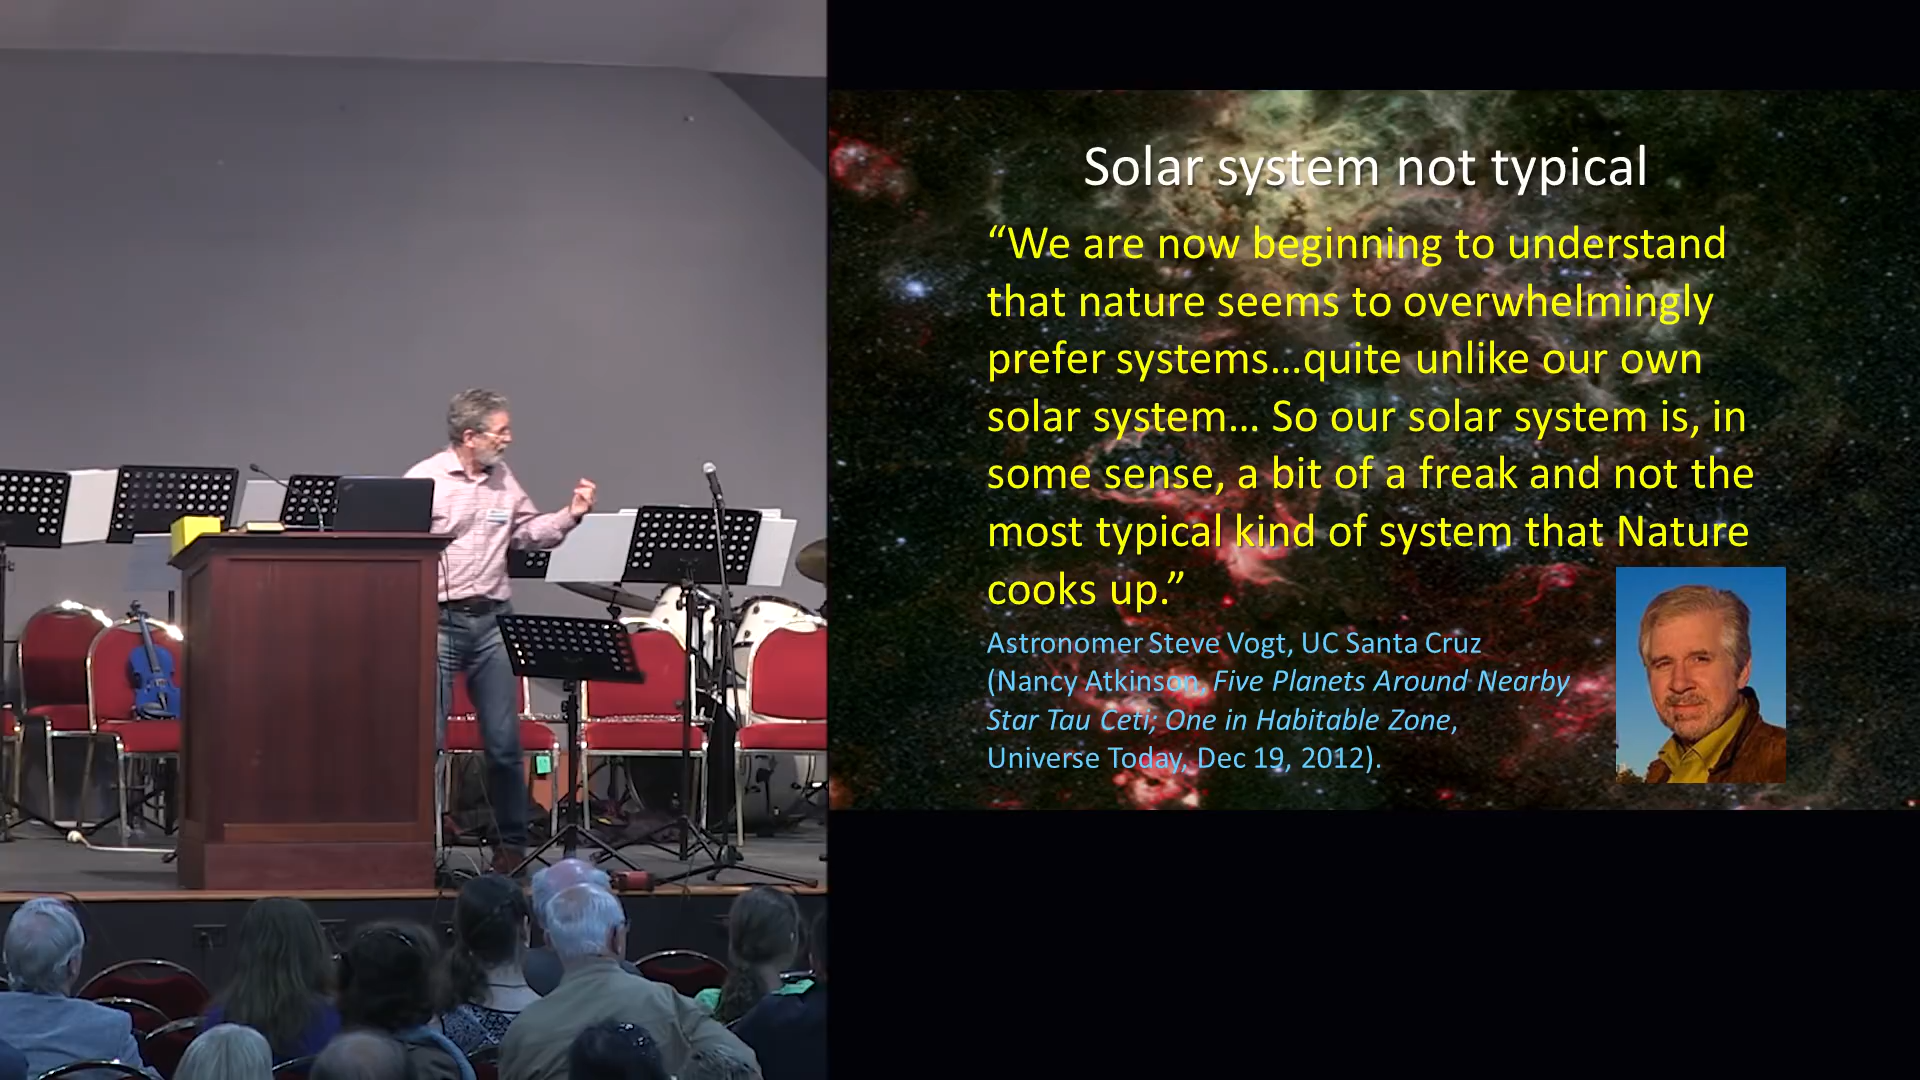 Solar system not typical
“We are now beginning to understand
that nature seems to overwhelmingly
prefer systems…quite unlike our own
solar system… So our solar system is, in
some sense, a bit of a freak and not the
most typical kind of system that Nature
cooks up.”
Astronomer Steve Vogt, UC Santa Cruz
(Nancy Atkinson, Five Planets Around Nearby
Star Tau Ceti; One in Habitable Zone,
Universe Today, Dec 19, 2012).